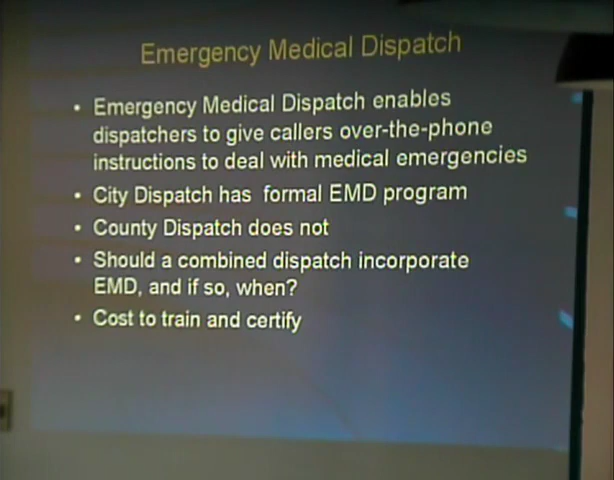 Emergency Medical Dispatch
• Emergency Medical Dispatch enables
dispatchers to give callers over-the-phone
instructions to deal with medical emergencies
• City Dispatch has formal EMD program
• County Dispatch does not
• Should a combined dispatch incorporate
EMD, and if so, when?
• Cost to train and certify